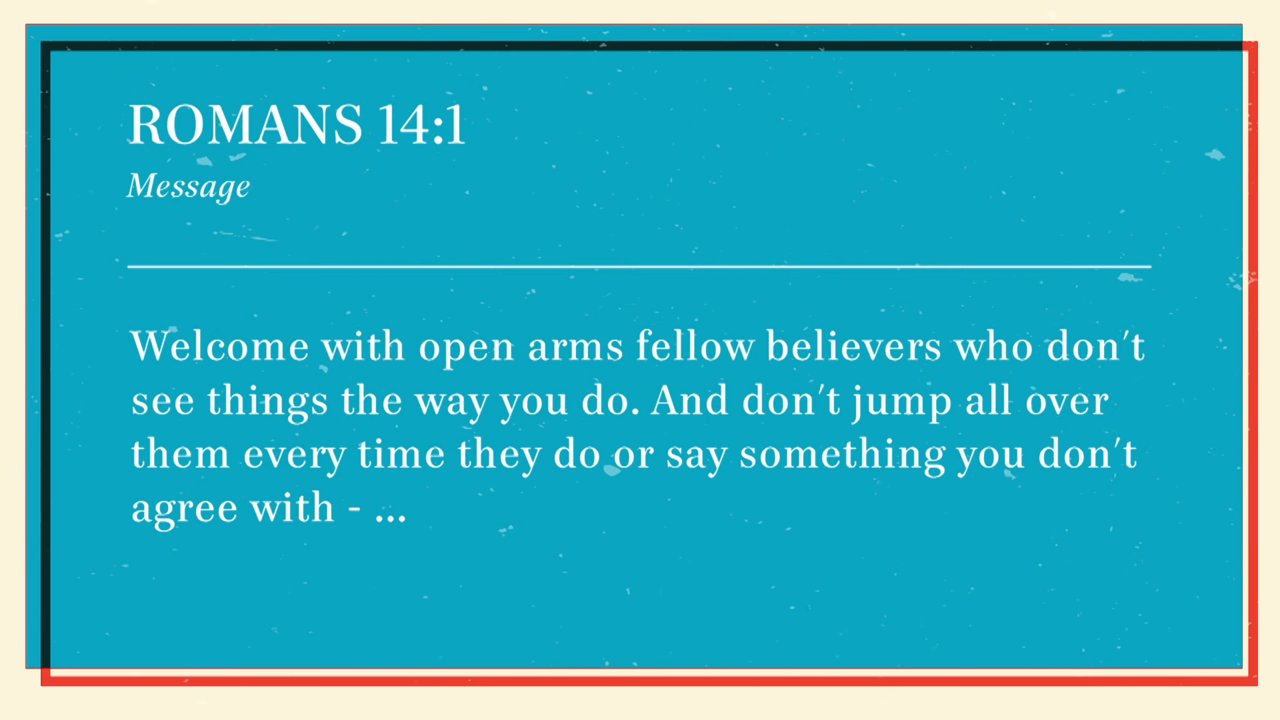 ROMANS 14:1
Message
Welcome with open arms fellow believers who don't
see things the way you do. And don't jump all over
them every time they do or say something you don't
agree with - ...